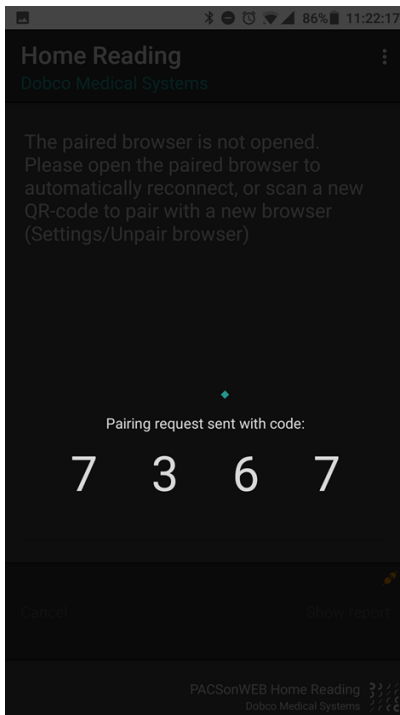 86% 11:22:17
Home Reading
Dobco Medical Systems
The paired browser is not opened.
Please open the paired browser to
automatically reconnect, or scan a new
QR-code to pair with a new browser
(Settings/Unpair browser)
Pairing request sent with code:
7 3 6 7
Cancel Show report
PACSonWEB Home Reading
Dobco Medical Systems